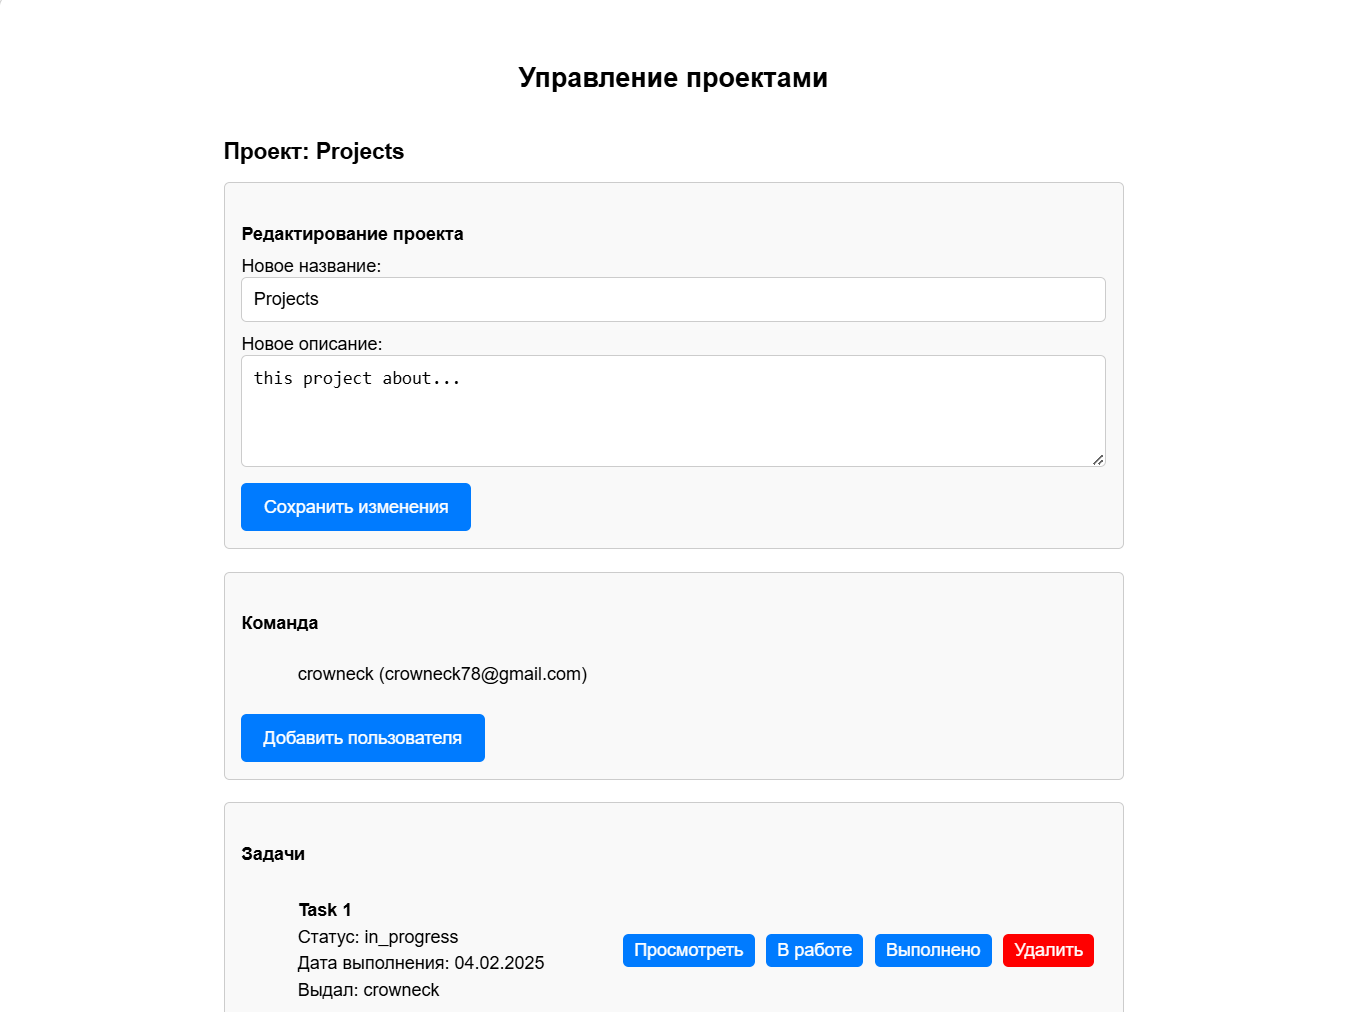 Управление проектами
Проект: Projects
Редактирование проекта
Новое название:
Projects
Новое описание:
this project about...
Сохранить изменения
Команда
crowneck (crowneck78@gmail.com)
Добавить пользователя
Задачи
Task 1
Статус: in_progress
Дата выполнения: 04.02.2025
Выдал: crowneck
Просмотреть В работе Выполнено Удалить